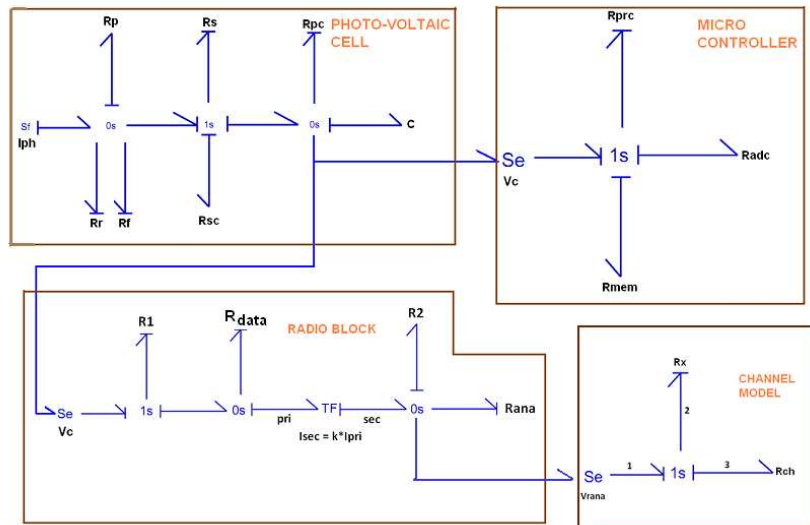 PHOTO-VOLTAIC
CELL
Rp
Rs
Rpc
Sf
Iph
0s
1s
0s
C
Rr
Rf
Rsc
MICRO
CONTROLLER
Rprc
Se
Vc
1s
Radc
Rmem
RADIO BLOCK
R1
Rdata
R2
Se
Vc
1s
0s
pri
TF
sec
Isec = k*Ipri
0s
Rana
CHANNEL
MODEL
Rx
2
Se
Vrana
1
1s
3
Rch